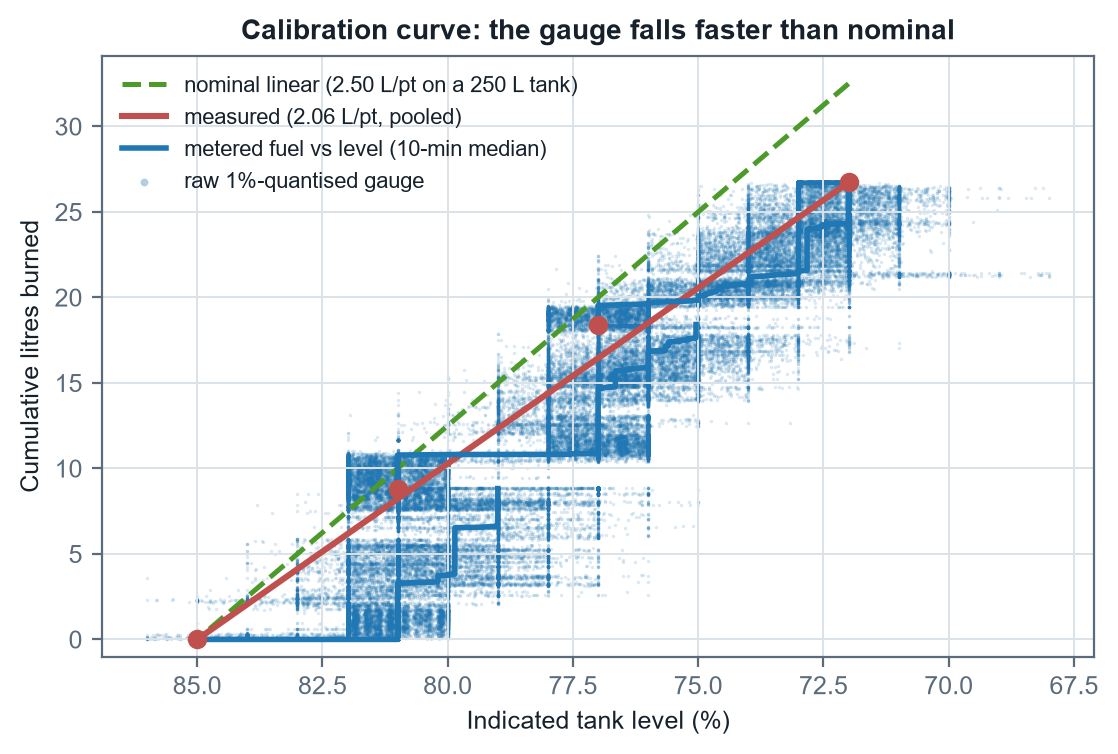 Calibration curve: the gauge falls faster than nominal
nominal linear (2.50 L/pt on a 250 L tank)
measured (2.06 L/pt, pooled)
metered fuel vs level (10-min median)
raw 1%-quantised gauge
Cumulative litres burned
30
25
20
15
10
5
0
85.0 82.5 80.0 77.5 75.0 72.5 70.0 67.5
Indicated tank level (%)